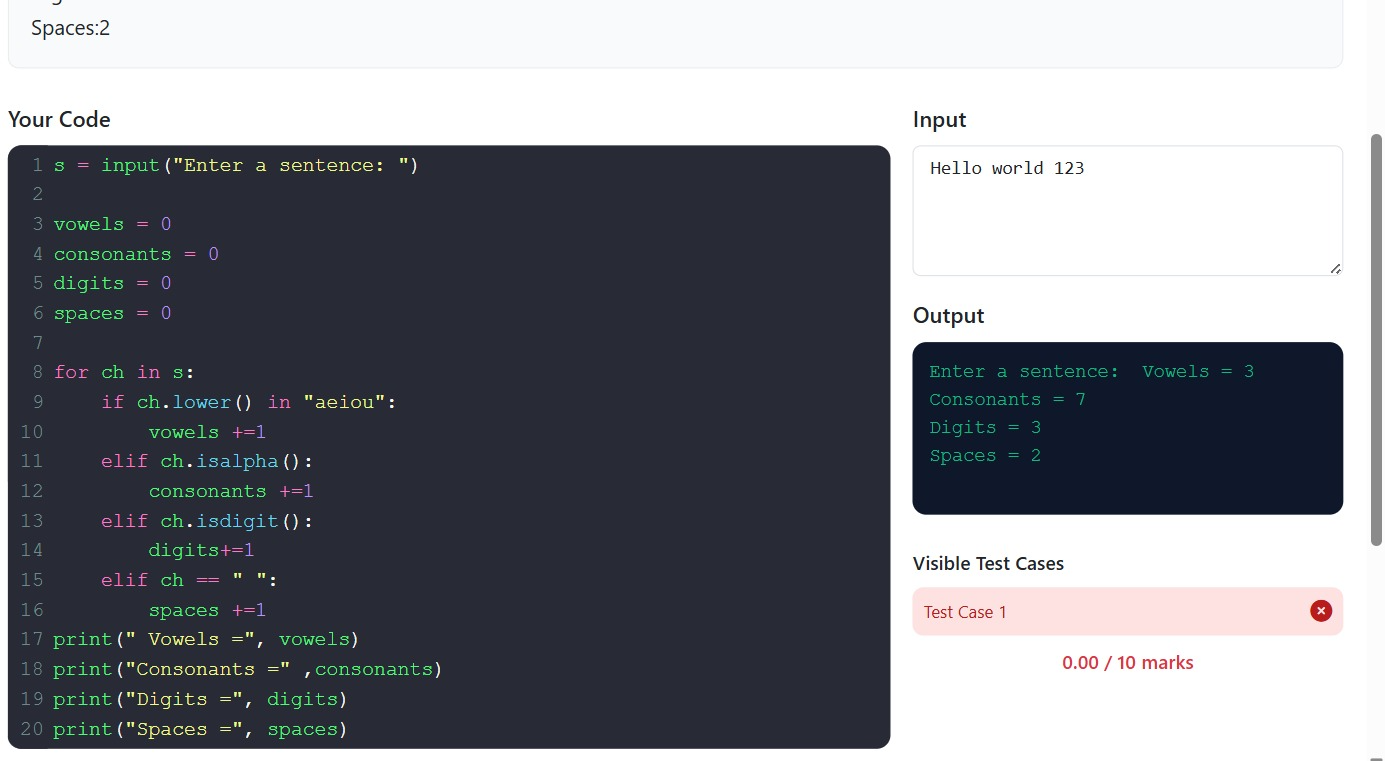 Spaces:2
Your Code
1 s = input("Enter a sentence: ")
2
3 vowels = 0
4 consonants = 0
5 digits = 0
6 spaces = 0
7
8 for ch in s:
9     if ch.lower() in "aeiou":
10         vowels +=1
11     elif ch.isalpha():
12         consonants +=1
13     elif ch.isdigit():
14         digits+=1
15     elif ch == " ":
16         spaces +=1
17 print(" Vowels =", vowels)
18 print("Consonants =" ,consonants)
19 print("Digits =", digits)
20 print("Spaces =", spaces)
Input
Hello world 123
Output
Enter a sentence:  Vowels = 3
Consonants = 7
Digits = 3
Spaces = 2
Visible Test Cases
Test Case 1
0.00 / 10 marks